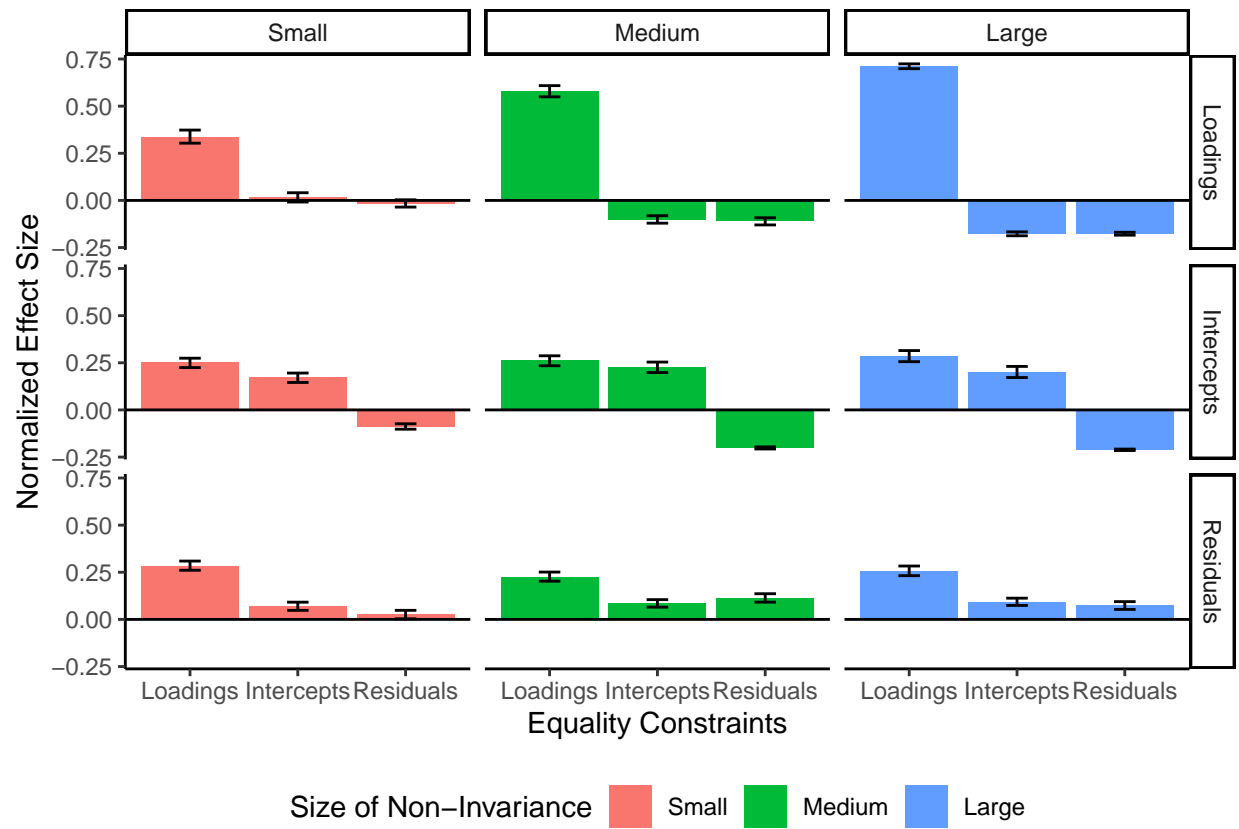 Small Medium Large
0.75
0.50
0.25
0.00
−0.25
Loadings
0.75
0.50
0.25
0.00
−0.25
Intercepts
0.75
0.50
0.25
0.00
−0.25
Residuals
Normalized Effect Size
Loadings Intercepts Residuals Loadings Intercepts Residuals Loadings Intercepts Residuals
Equality Constraints
Size of Non−Invariance Small Medium Large